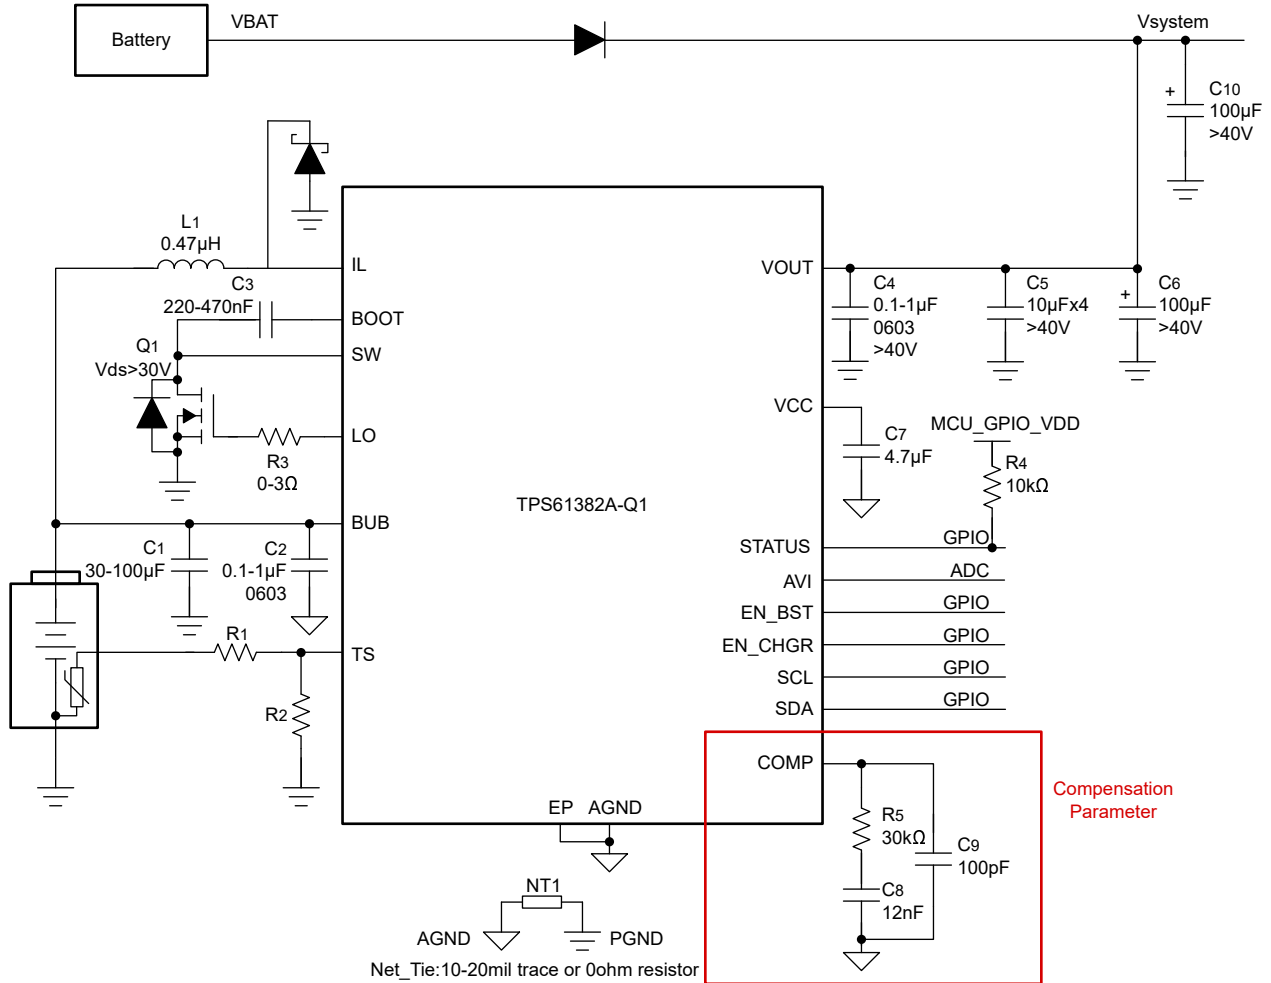 Battery
VBAT
Vsystem
C10
100µF
>40V
+
L1
0.47µH
IL
C3
220-470nF
BOOT
SW
Q1
Vds>30V
LO
R3
0-3Ω
BUB
C1
30-100µF
C2
0.1-1µF
0603
R1
TS
R2
TPS61382A-Q1
VOUT
C4
0.1-1µF
0603
>40V
C5
10µFx4
>40V
+
C6
100µF
>40V
VCC
C7
4.7µF
MCU_GPIO_VDD
R4
10kΩ
STATUS
GPIO
AVI
ADC
EN_BST
GPIO
EN_CHGR
GPIO
SCL
GPIO
SDA
GPIO
COMP
R5
30kΩ
C8
12nF
C9
100pF
Compensation
Parameter
EP AGND
NT1
AGND
PGND
Net_Tie:10-20mil trace or 0ohm resistor